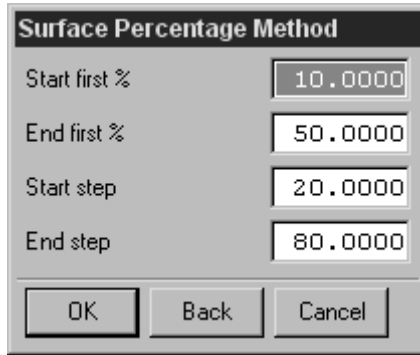 Surface Percentage Method
Start first % 10.0000
End first % 50.0000
Start step 20.0000
End step 80.0000
OK Back Cancel